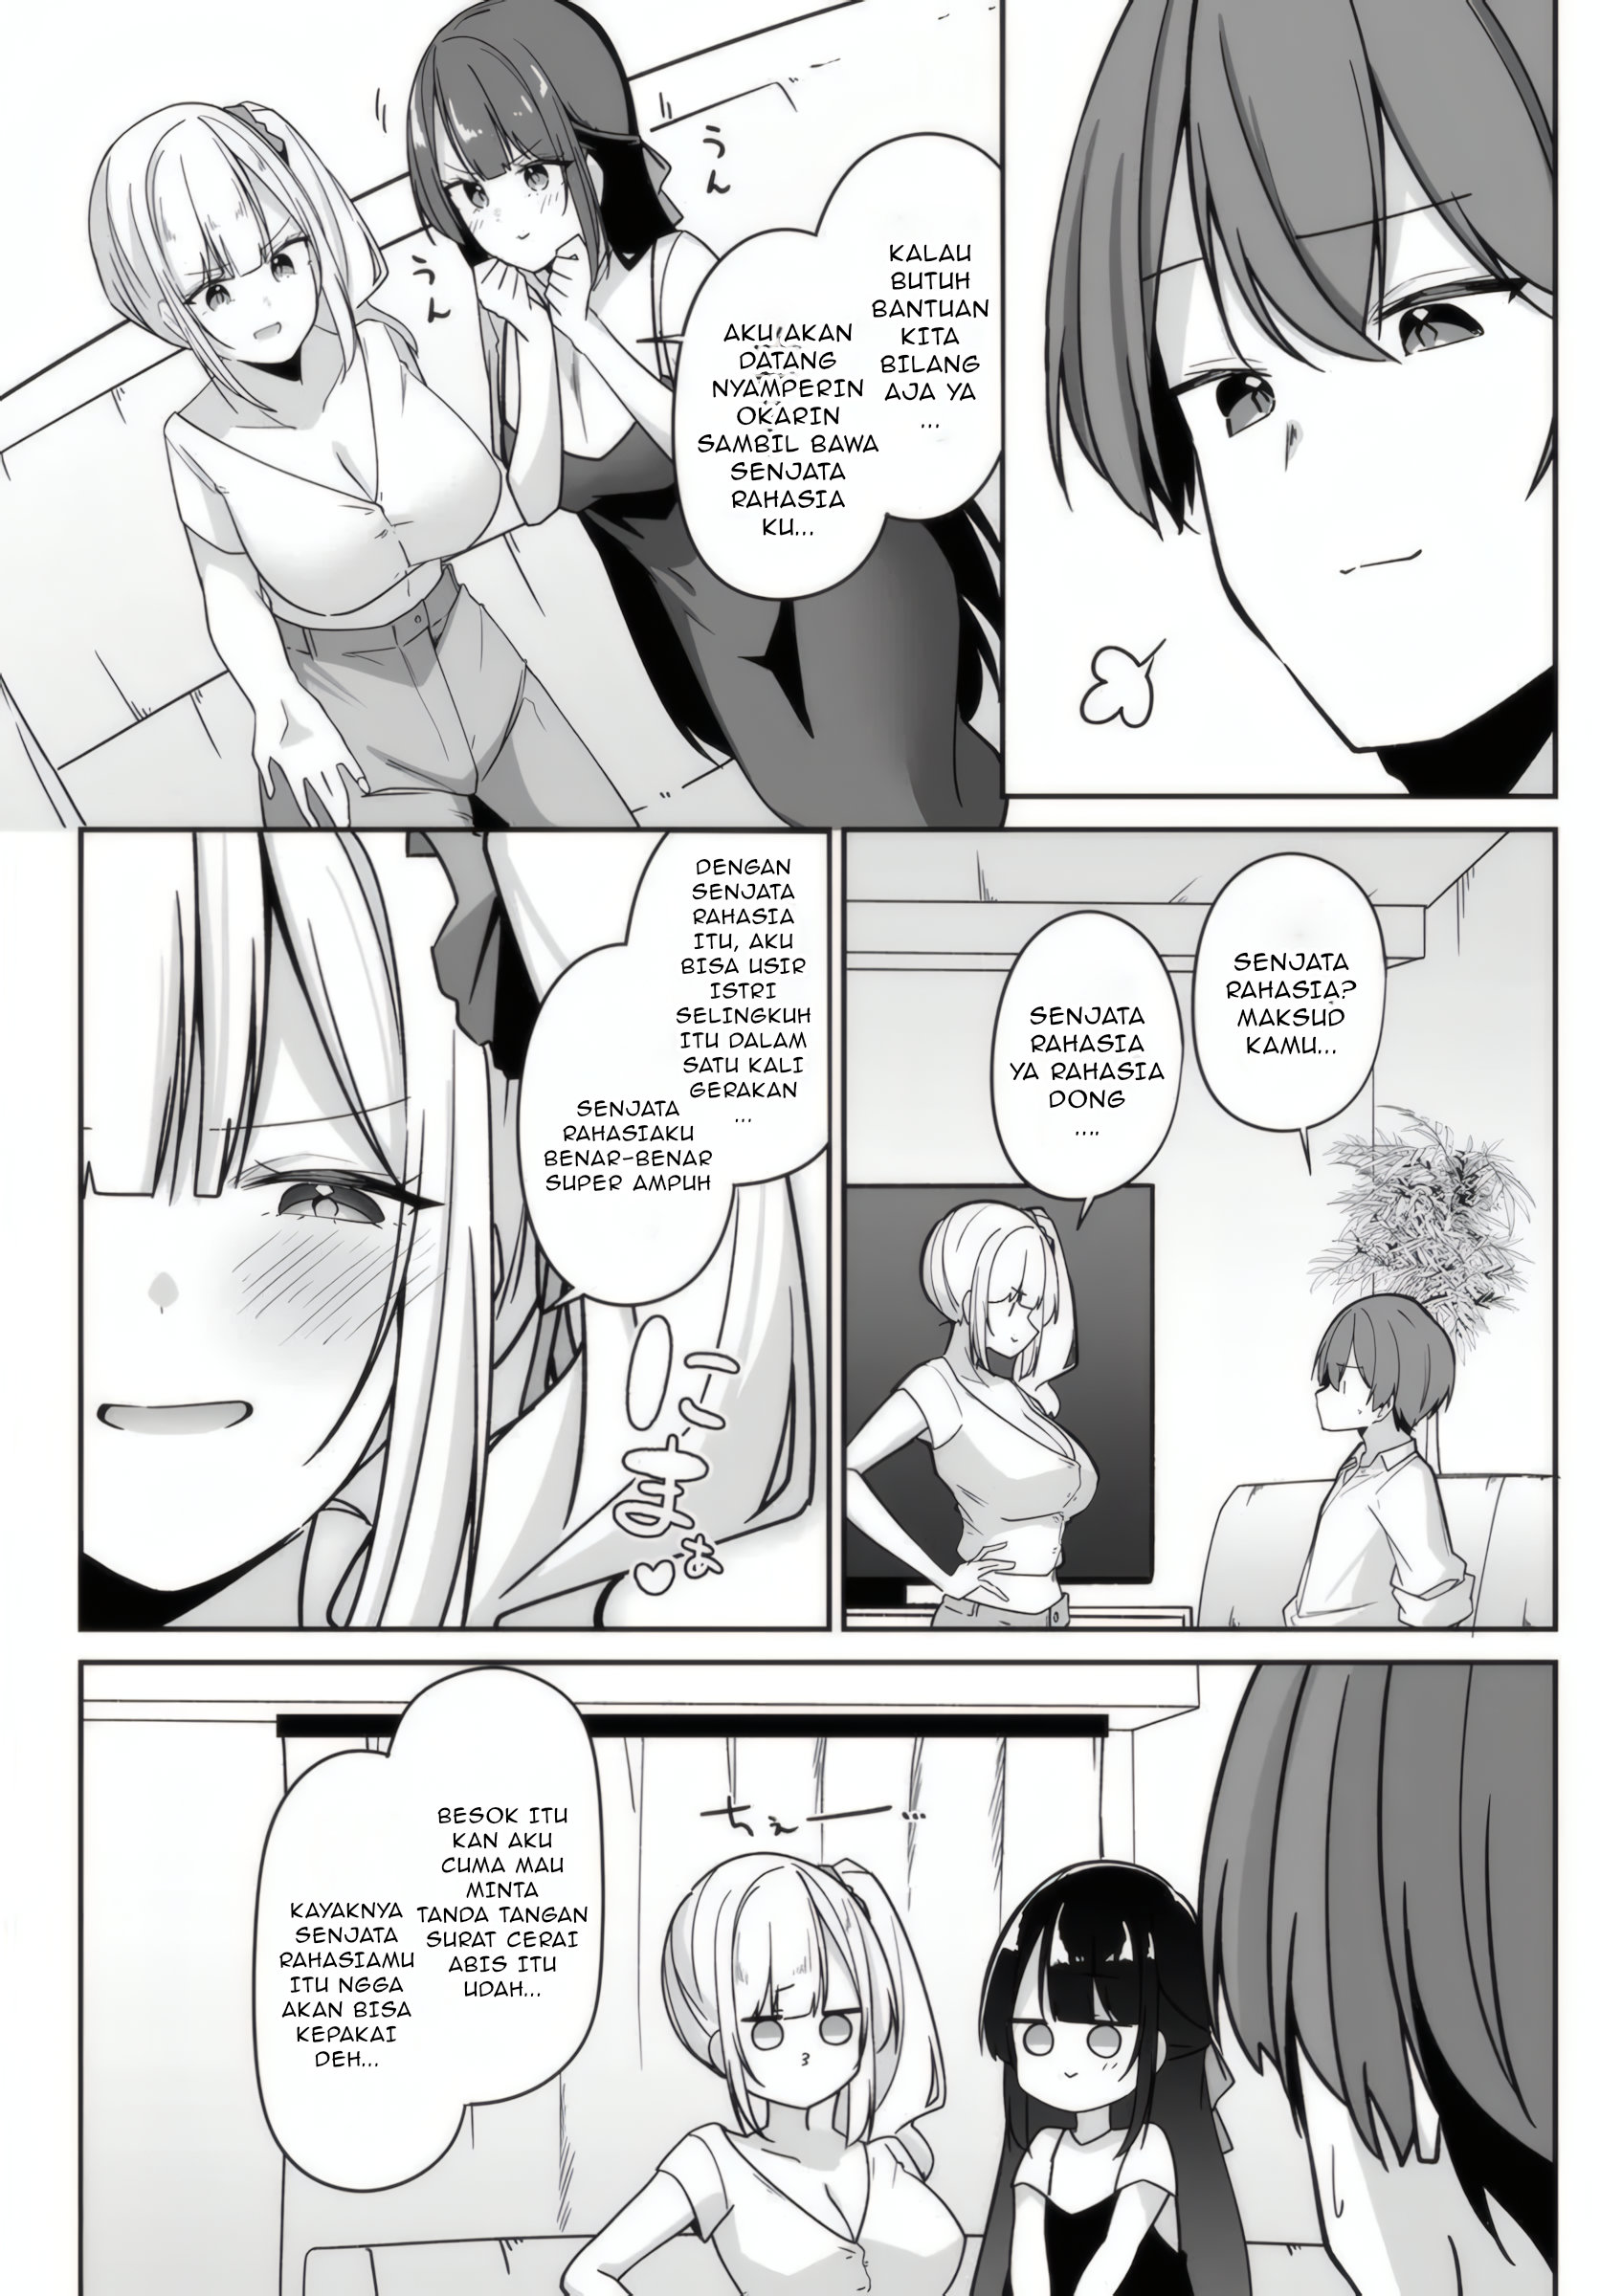 KALAU
BUTUH
BANTUAN
KITA
BILANG
AJA YA
...
AKU AKAN
DATANG
NYAMPERIN
OKARIN
SAMBIL BAWA
SENJATA
RAHASIA
KU...
うん
うん
SENJATA
RAHASIA?
MAKSUD
KAMU...
SENJATA
RAHASIA
YA RAHASIA
DONG
....
DENGAN
SENJATA
RAHASIA
ITU, AKU
BISA USIR
ISTRI
SELINGKUH
ITU DALAM
SATU KALI
GERAKAN
...
SENJATA
RAHASIAKU
BENAR-BENAR
SUPER AMPUH
にまぁ♡
BESOK ITU
KAN AKU
CUMA MAU
MINTA
TANDA TANGAN
SURAT CERAI
ABIS ITU
UDAH...
KAYAKNYA
SENJATA
RAHASIAMU
ITU NGGA
AKAN BISA
KEPAKAI
DEH...
ちぇー…